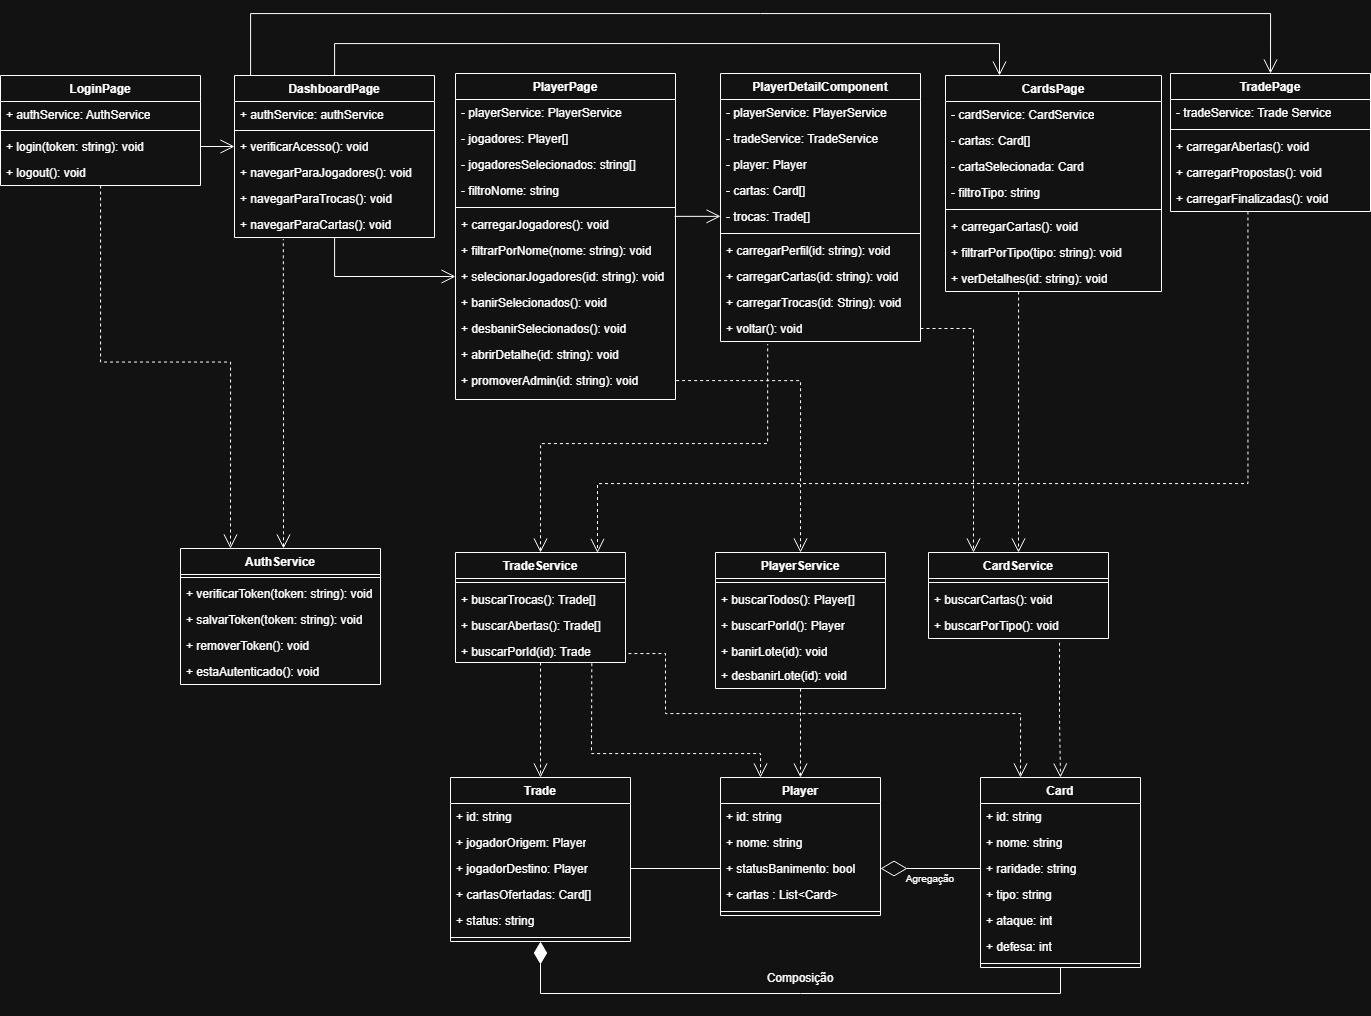 LoginPage
+ authService: AuthService
+ login(token: string): void
+ logout(): void
DashboardPage
+ authService: authService
+ verificarAcesso(): void
+ navegarParaJogadores(): void
+ navegarParaTrocas(): void
+ navegarParaCartas(): void
PlayerPage
- playerService: PlayerService
- jogadores: Player[]
- jogadoresSelecionados: string[]
- filtroNome: string
+ carregarJogadores(): void
+ filtrarPorNome(nome: string): void
+ selecionarJogadores(id: string): void
+ banirSelecionados(): void
+ desbanirSelecionados(): void
+ abrirDetalhe(id: string): void
+ promoverAdmin(id: string): void
PlayerDetailComponent
- playerService: PlayerService
- tradeService: TradeService
- player: Player
- cartas: Card[]
- trocas: Trade[]
+ carregarPerfil(id: string): void
+ carregarCartas(id: string): void
+ carregarTrocas(id: String): void
+ voltar(): void
CardsPage
- cardService: CardService
- cartas: Card[]
- cartaSelecionada: Card
- filtroTipo: string
+ carregarCartas(): void
+ filtrarPorTipo(tipo: string): void
+ verDetalhes(id: string): void
TradePage
- tradeService: Trade Service
+ carregarAbertas(): void
+ carregarPropostas(): void
+ carregarFinalizadas(): void
AuthService
+ verificarToken(token: string): void
+ salvarToken(token: string): void
+ removerToken(): void
+ estaAutenticado(): void
TradeService
+ buscarTrocas(): Trade[]
+ buscarAbertas(): Trade[]
+ buscarPorId(id): Trade
PlayerService
+ buscarTodos(): Player[]
+ buscarPorId(): Player
+ banirLote(id): void
+ desbanirLote(id): void
CardService
+ buscarCartas(): void
+ buscarPorTipo(): void
Trade
+ id: string
+ jogadorOrigem: Player
+ jogadorDestino: Player
+ cartasOfertadas: Card[]
+ status: string
Player
+ id: string
+ nome: string
+ statusBanimento: bool
+ cartas : List<Card>
Agregação
Card
+ id: string
+ nome: string
+ raridade: string
+ tipo: string
+ ataque: int
+ defesa: int
Composição